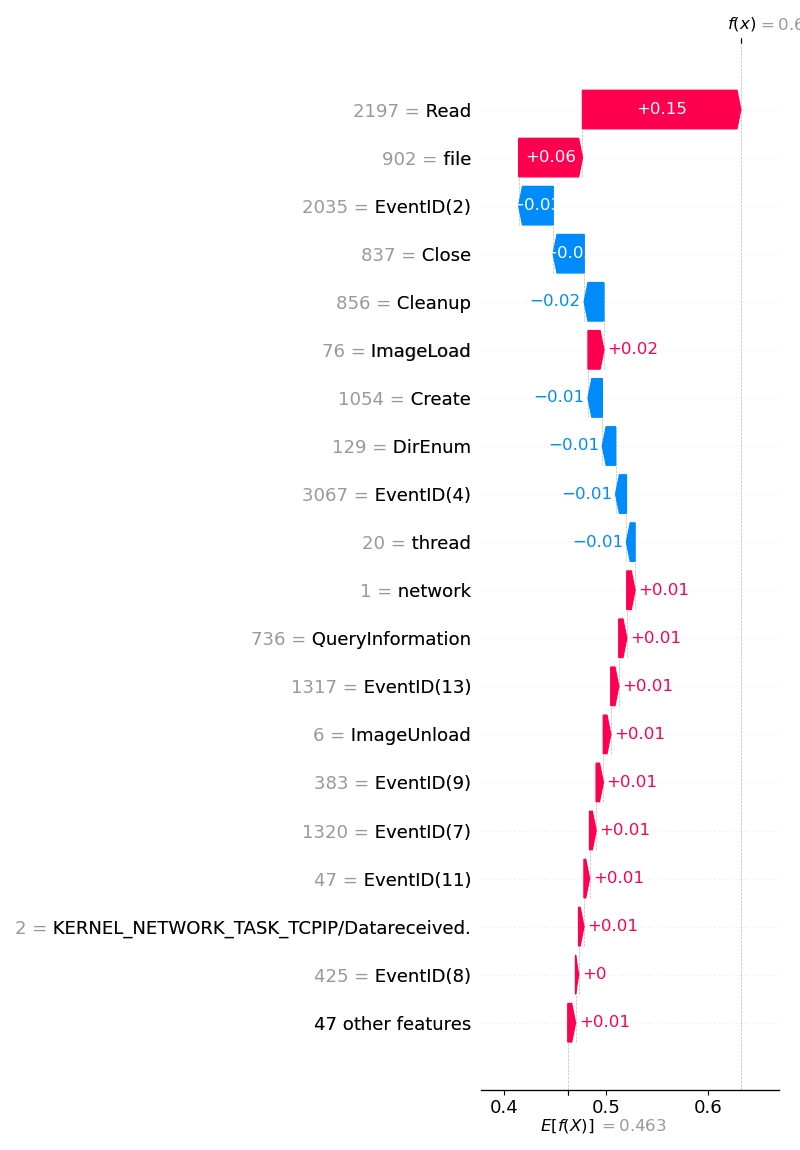 f(x) = 0.6
2197 = Read +0.15
902 = file +0.06
2035 = EventID(2) −0.03
837 = Close −0.0
856 = Cleanup −0.02
76 = ImageLoad +0.02
1054 = Create −0.01
129 = DirEnum −0.01
3067 = EventID(4) −0.01
20 = thread −0.01
1 = network +0.01
736 = QueryInformation +0.01
1317 = EventID(13) +0.01
6 = ImageUnload +0.01
383 = EventID(9) +0.01
1320 = EventID(7) +0.01
47 = EventID(11) +0.01
2 = KERNEL_NETWORK_TASK_TCPIP/Datareceived. +0.01
425 = EventID(8) +0
47 other features +0.01
0.4 0.5 0.6
E[f(X)] = 0.463